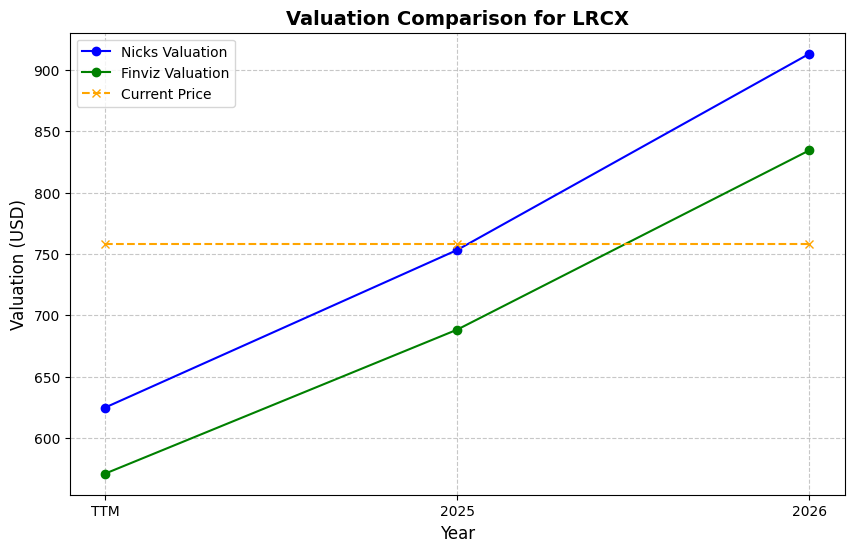 Valuation Comparison for LRCX
Nicks Valuation
Finviz Valuation
Current Price
Valuation (USD)
900
850
800
750
700
650
600
TTM
2025
2026
Year